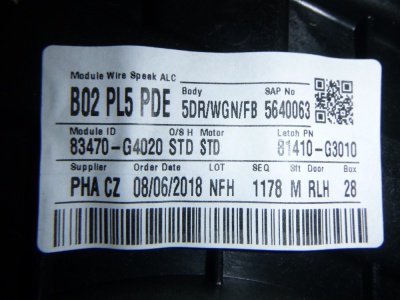 Module Wire Speak ALC Body SAP No
B02 PL5 PDE 5DR/WGN/FB 5640063
Module ID O/S H Motor Latch PN
83470-G4020 STD STD 81410-G3010
Supplier Order Date LOT SEQ Sft Door Box
PHA CZ 08/06/2018 NFH 1178 M RLH 28